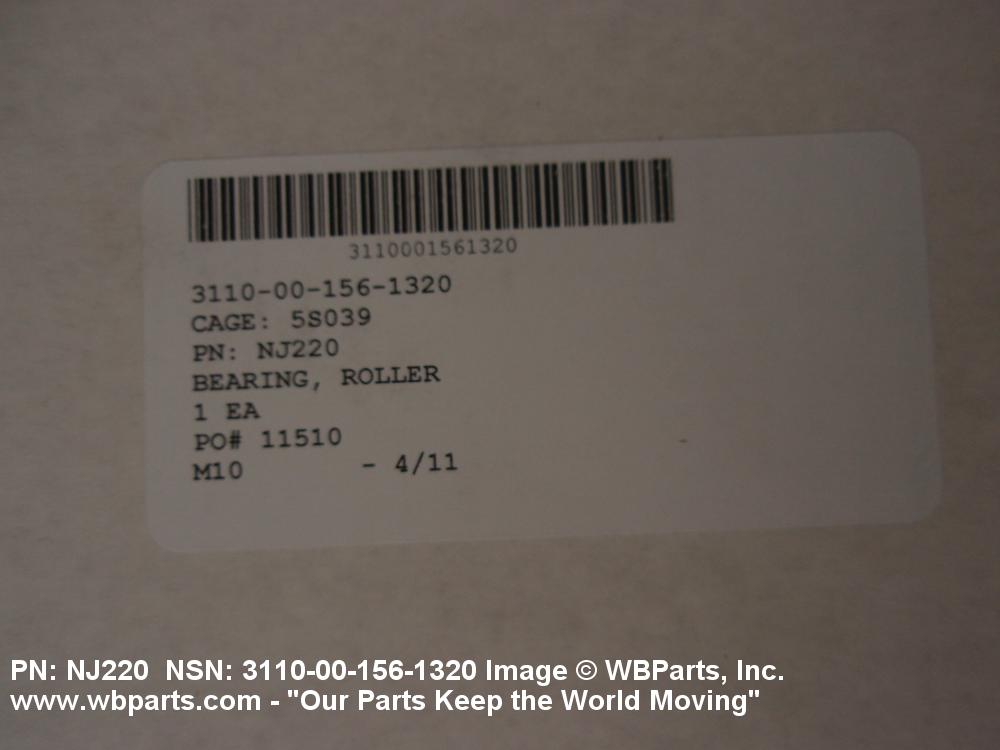 3110001561320
3110-00-156-1320
CAGE: 5S039
PN: NJ220
BEARING, ROLLER
1 EA
PO# 11510
M10 - 4/11
PN: NJ220 NSN: 3110-00-156-1320 Image © WBParts, Inc.
www.wbparts.com - "Our Parts Keep the World Moving"